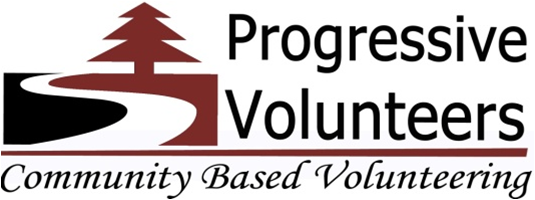 Progressive
Volunteers
Community Based Volunteering